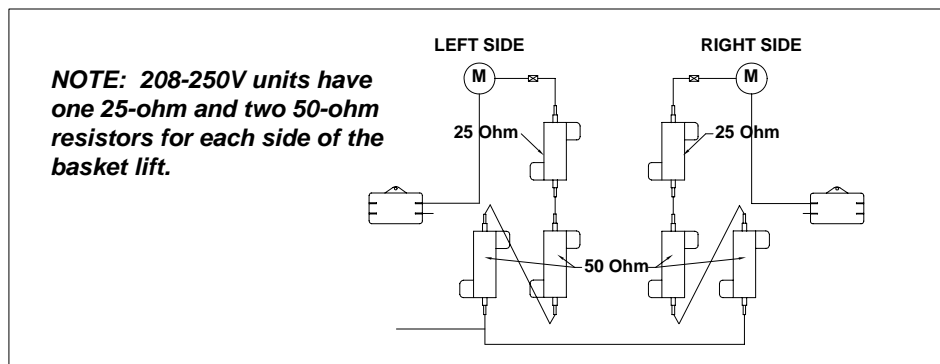 LEFT SIDE
RIGHT SIDE
NOTE: 208-250V units have
one 25-ohm and two 50-ohm
resistors for each side of the
basket lift.
M
M
25 Ohm
25 Ohm
50 Ohm